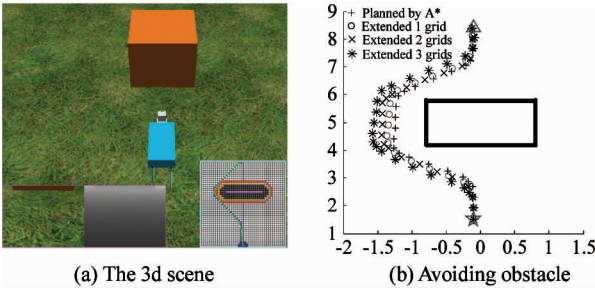 + Planned by A*
○ Extended 1 grid
× Extended 2 grids
* Extended 3 grids
9
8
7
6
5
4
3
2
1
-2 -1.5 -1 -0.5 0 0.5 1 1.5
(a) The 3d scene
(b) Avoiding obstacle